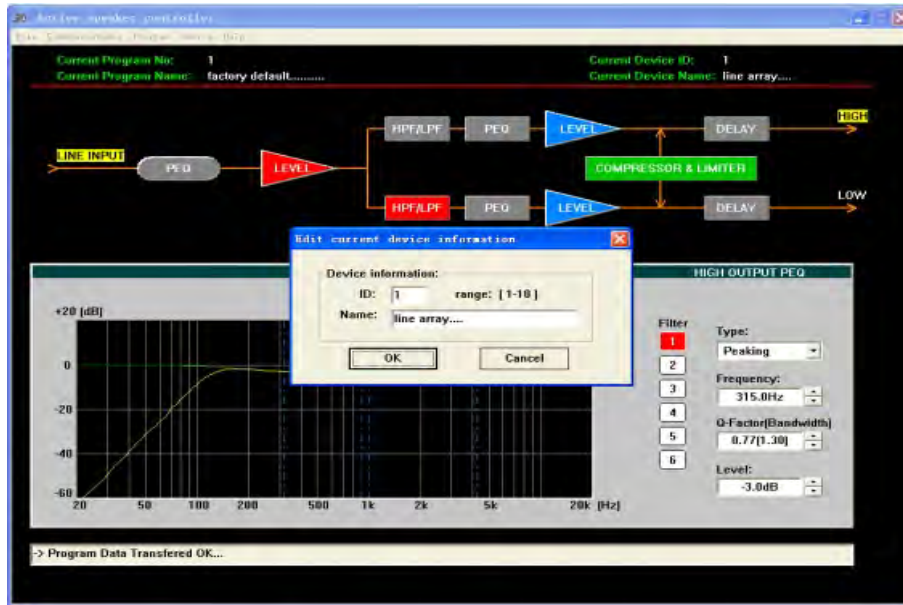 Active speaker controller
Help
Current Program No: 1
Current Device ID: 1
Current Program Name: factory default..........
Current Device Name: line array....
HIGH
HPF/LPF PEQ LEVEL DELAY
LINE INPUT
PEQ LEVEL COMPRESSOR & LIMITER
LOW
HPF/LPF PEQ LEVEL DELAY
Edit current device information
Device information:
ID: 1 range: [1-10]
Name: line array....
OK Cancel
HIGH OUTPUT PEQ
+20 [dB]
0
-20
-40
-60
20 50 100 200 500 1k 2k 5k 20k [Hz]
Filter
1
2
3
4
5
6
Type:
Peaking
Frequency:
315.0Hz
Q-Factor(Bandwidth)
0.77(1.30)
Level:
-3.0dB
-> Program Data Transfered OK...